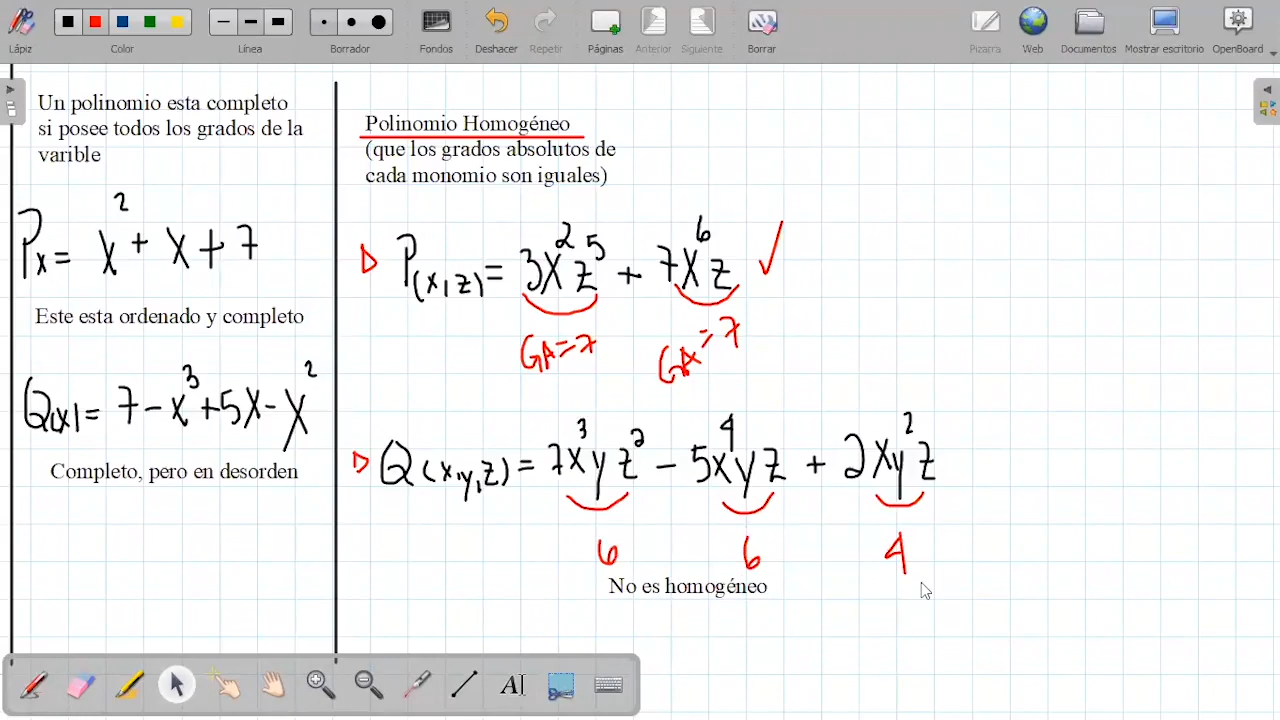 Lápiz
Color
Línea
Borrador
Fondos
Deshacer
Repetir
Páginas
Anterior
Siguiente
Borrar
Pizarra
Web
Documentos
Mostrar escritorio
OpenBoard
Un polinomio esta completo
si posee todos los grados de la
varible
Px = x² + x + 7
Este esta ordenado y completo
Q(x) = 7 - x³ + 5x - x²
Completo, pero en desorden
Polinomio Homogéneo
(que los grados absolutos de
cada monomio son iguales)
P(x,z) = 3x²z⁵ + 7x⁶z ✓
GA=7 GA=7
Q(x,y,z) = 7x³yz² - 5x⁴yz + 2xy²z
6 6 4
No es homogéneo
AI